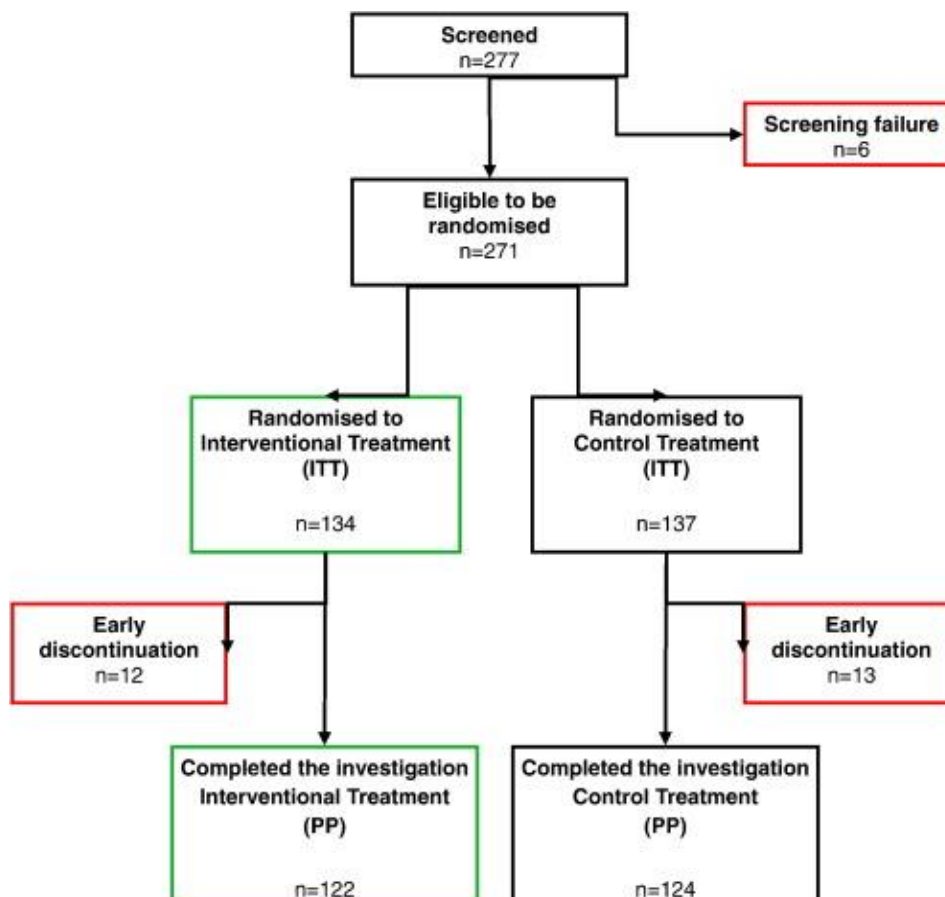 Screened
n=277
Screening failure
n=6
Eligible to be
randomised
n=271
Randomised to
Interventional Treatment
(ITT)
n=134
Randomised to
Control Treatment
(ITT)
n=137
Early
discontinuation
n=12
Early
discontinuation
n=13
Completed the investigation
Interventional Treatment
(PP)
n=122
Completed the investigation
Control Treatment
(PP)
n=124